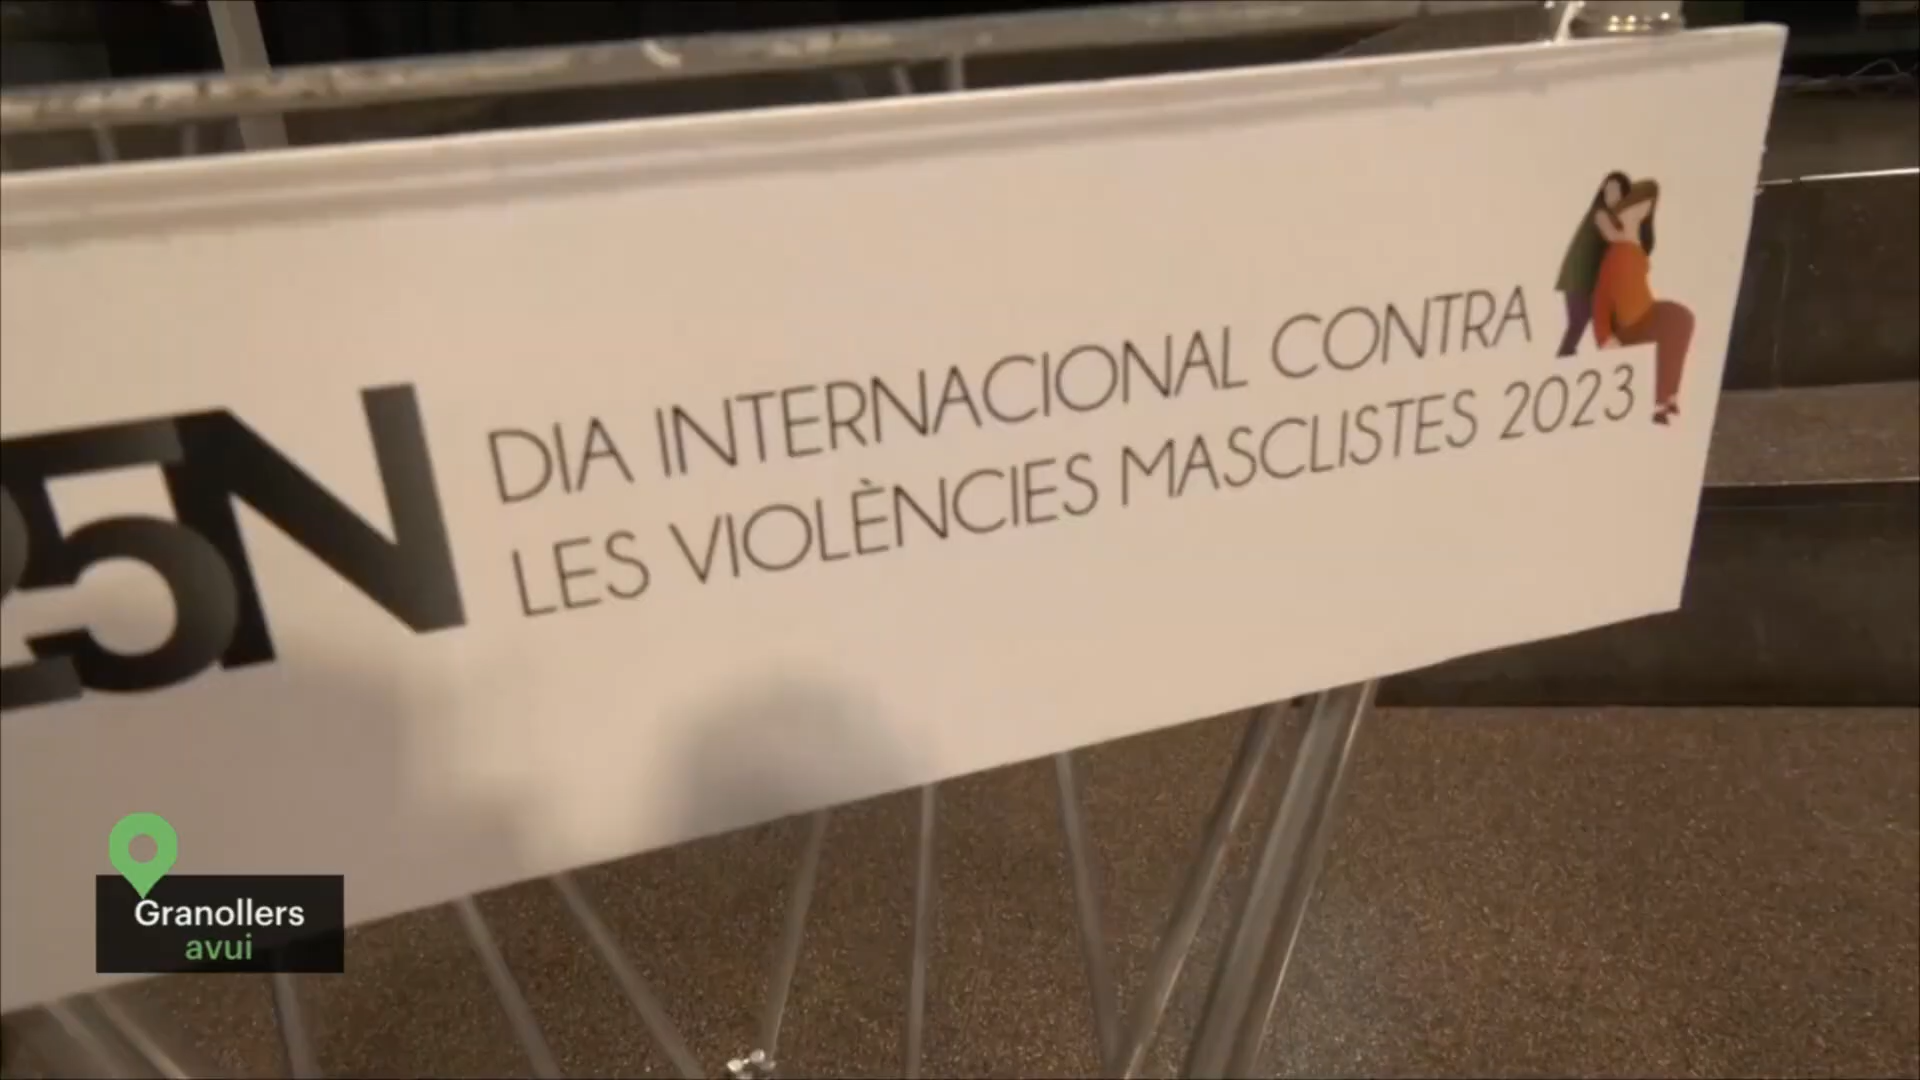 25N
DIA INTERNACIONAL CONTRA
LES VIOLÈNCIES MASCLISTES 2023
Granollers
avui